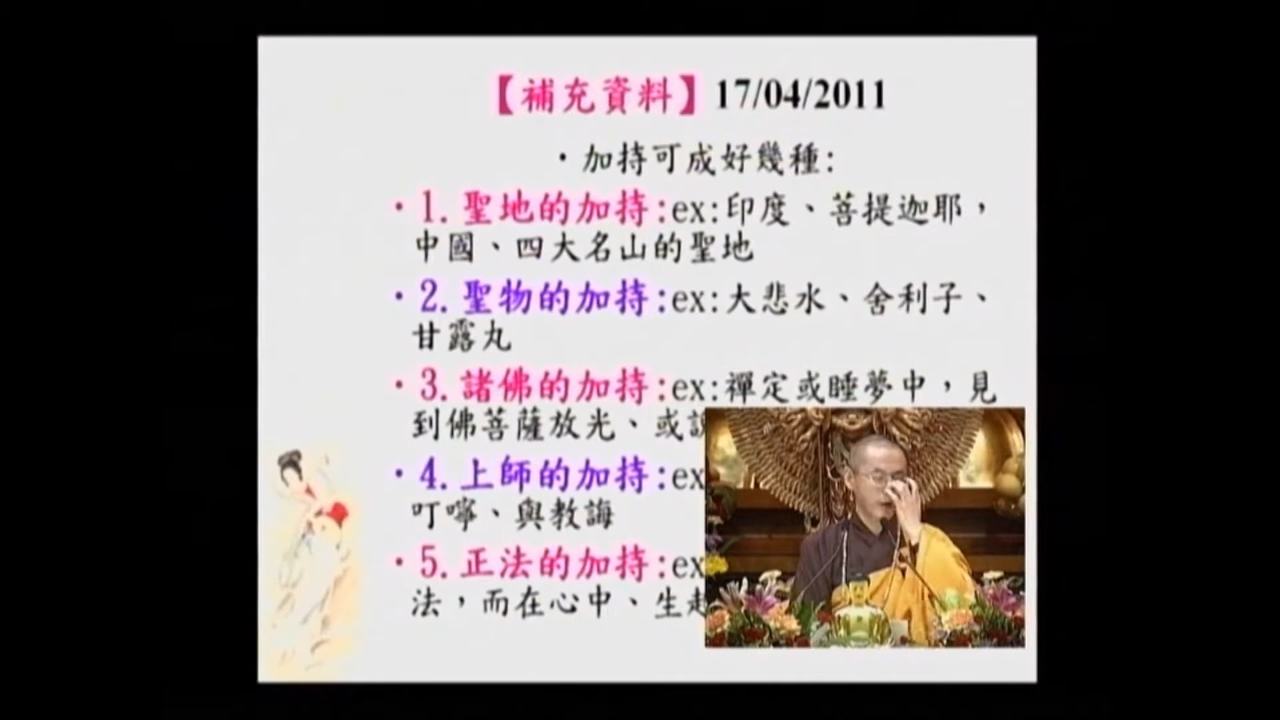 【補充資料】17/04/2011
・加持可成好幾種:
・1.聖地的加持:ex:印度、菩提迦耶，
中國、四大名山的聖地
・2.聖物的加持:ex:大悲水、舍利子、
甘露丸
・3.諸佛的加持:ex:禪定或睡夢中，見
到佛菩薩放光、或
・4.上師的加持:ex
叮嚀、與教誨
・5.正法的加持:ex
法，而在心中、生起